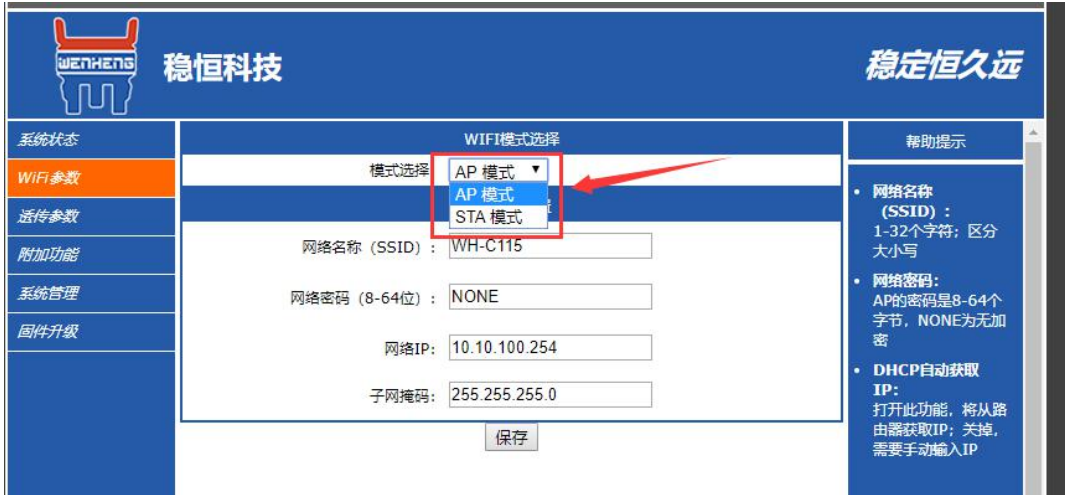 WENHENG
稳恒科技
稳定恒久远
系统状态
WiFi参数
透传参数
附加功能
系统管理
固件升级
WIFI模式选择
模式选择 AP 模式
AP 模式
STA 模式
网络名称（SSID）: WH-C115
网络密码（8-64位）: NONE
网络IP: 10.10.100.254
子网掩码: 255.255.255.0
保存
帮助提示
• 网络名称
（SSID）:
1-32个字符; 区分
大小写
• 网络密码:
AP的密码是8-64个
字节, NONE为无加
密
• DHCP自动获取
IP:
打开此功能, 将从路
由器获取IP; 关掉,
需要手动输入IP